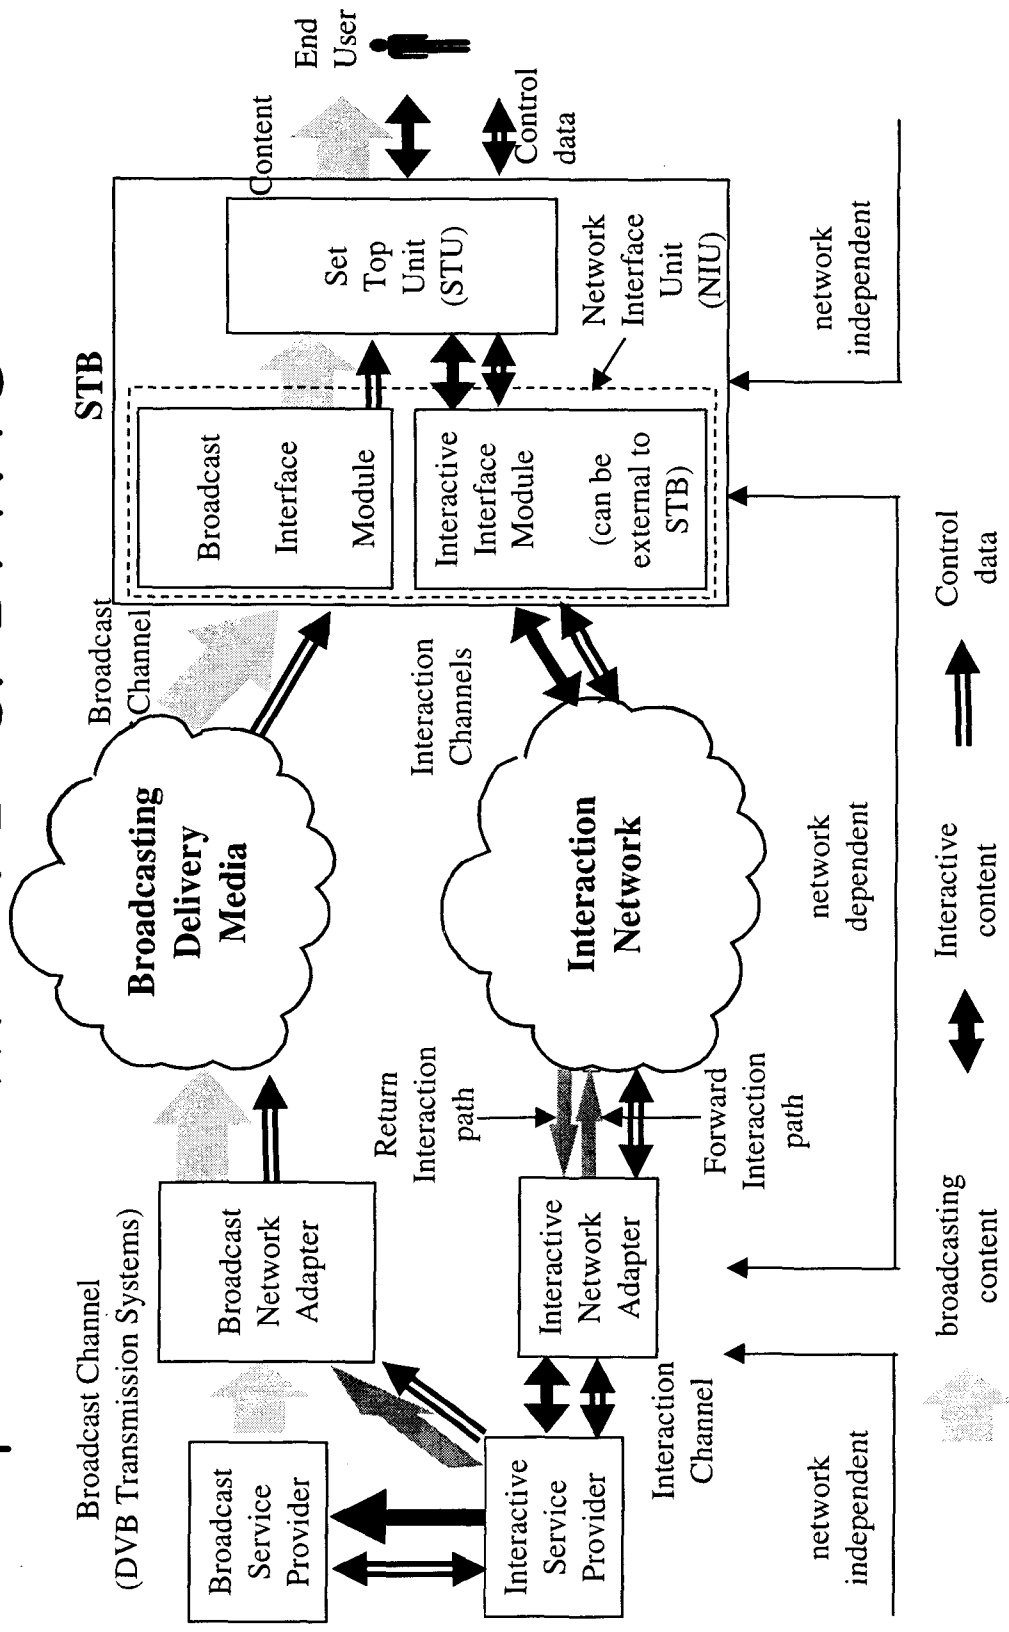 Broadcast Channel
(DVB Transmission Systems)
Broadcast
Service
Provider
Broadcast
Network
Adapter
Broadcasting
Delivery
Media
Broadcast
Channel
STB
Broadcast
Interface
Module
Content
Set
Top
Unit
(STU)
End
User
Control
data
Interactive
Service
Provider
Interaction
Channel
Interactive
Network
Adapter
Return
Interaction
path
Forward
Interaction
path
Interaction
Network
Interaction
Channels
Interactive
Interface
Module
(can be
external to
STB)
Network
Interface
Unit
(NIU)
network
independent
network
dependent
network
independent
broadcasting
content
Interactive
content
Control
data